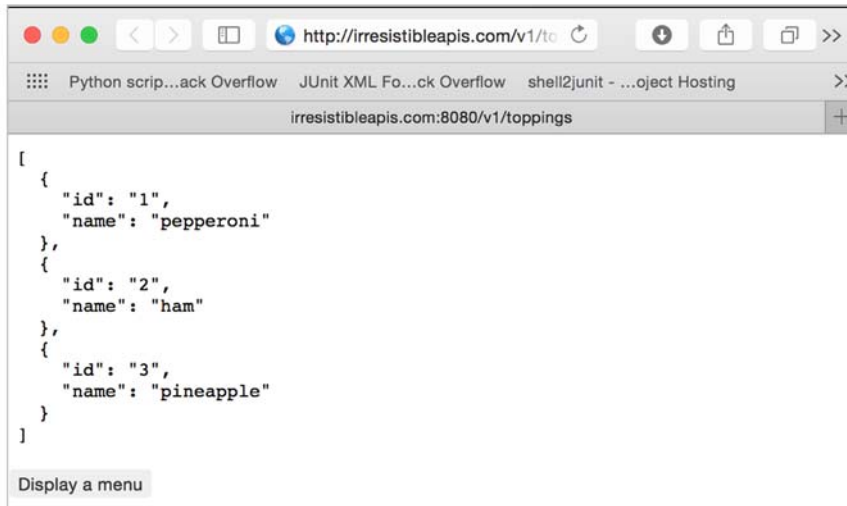 http://irresistibleapis.com/v1/to
>>
Python scrip...ack Overflow JUnit XML Fo...ck Overflow shell2junit - ...oject Hosting
irresistibleapis.com:8080/v1/toppings
[
{
"id": "1",
"name": "pepperoni"
},
{
"id": "2",
"name": "ham"
},
{
"id": "3",
"name": "pineapple"
}
]
Display a menu